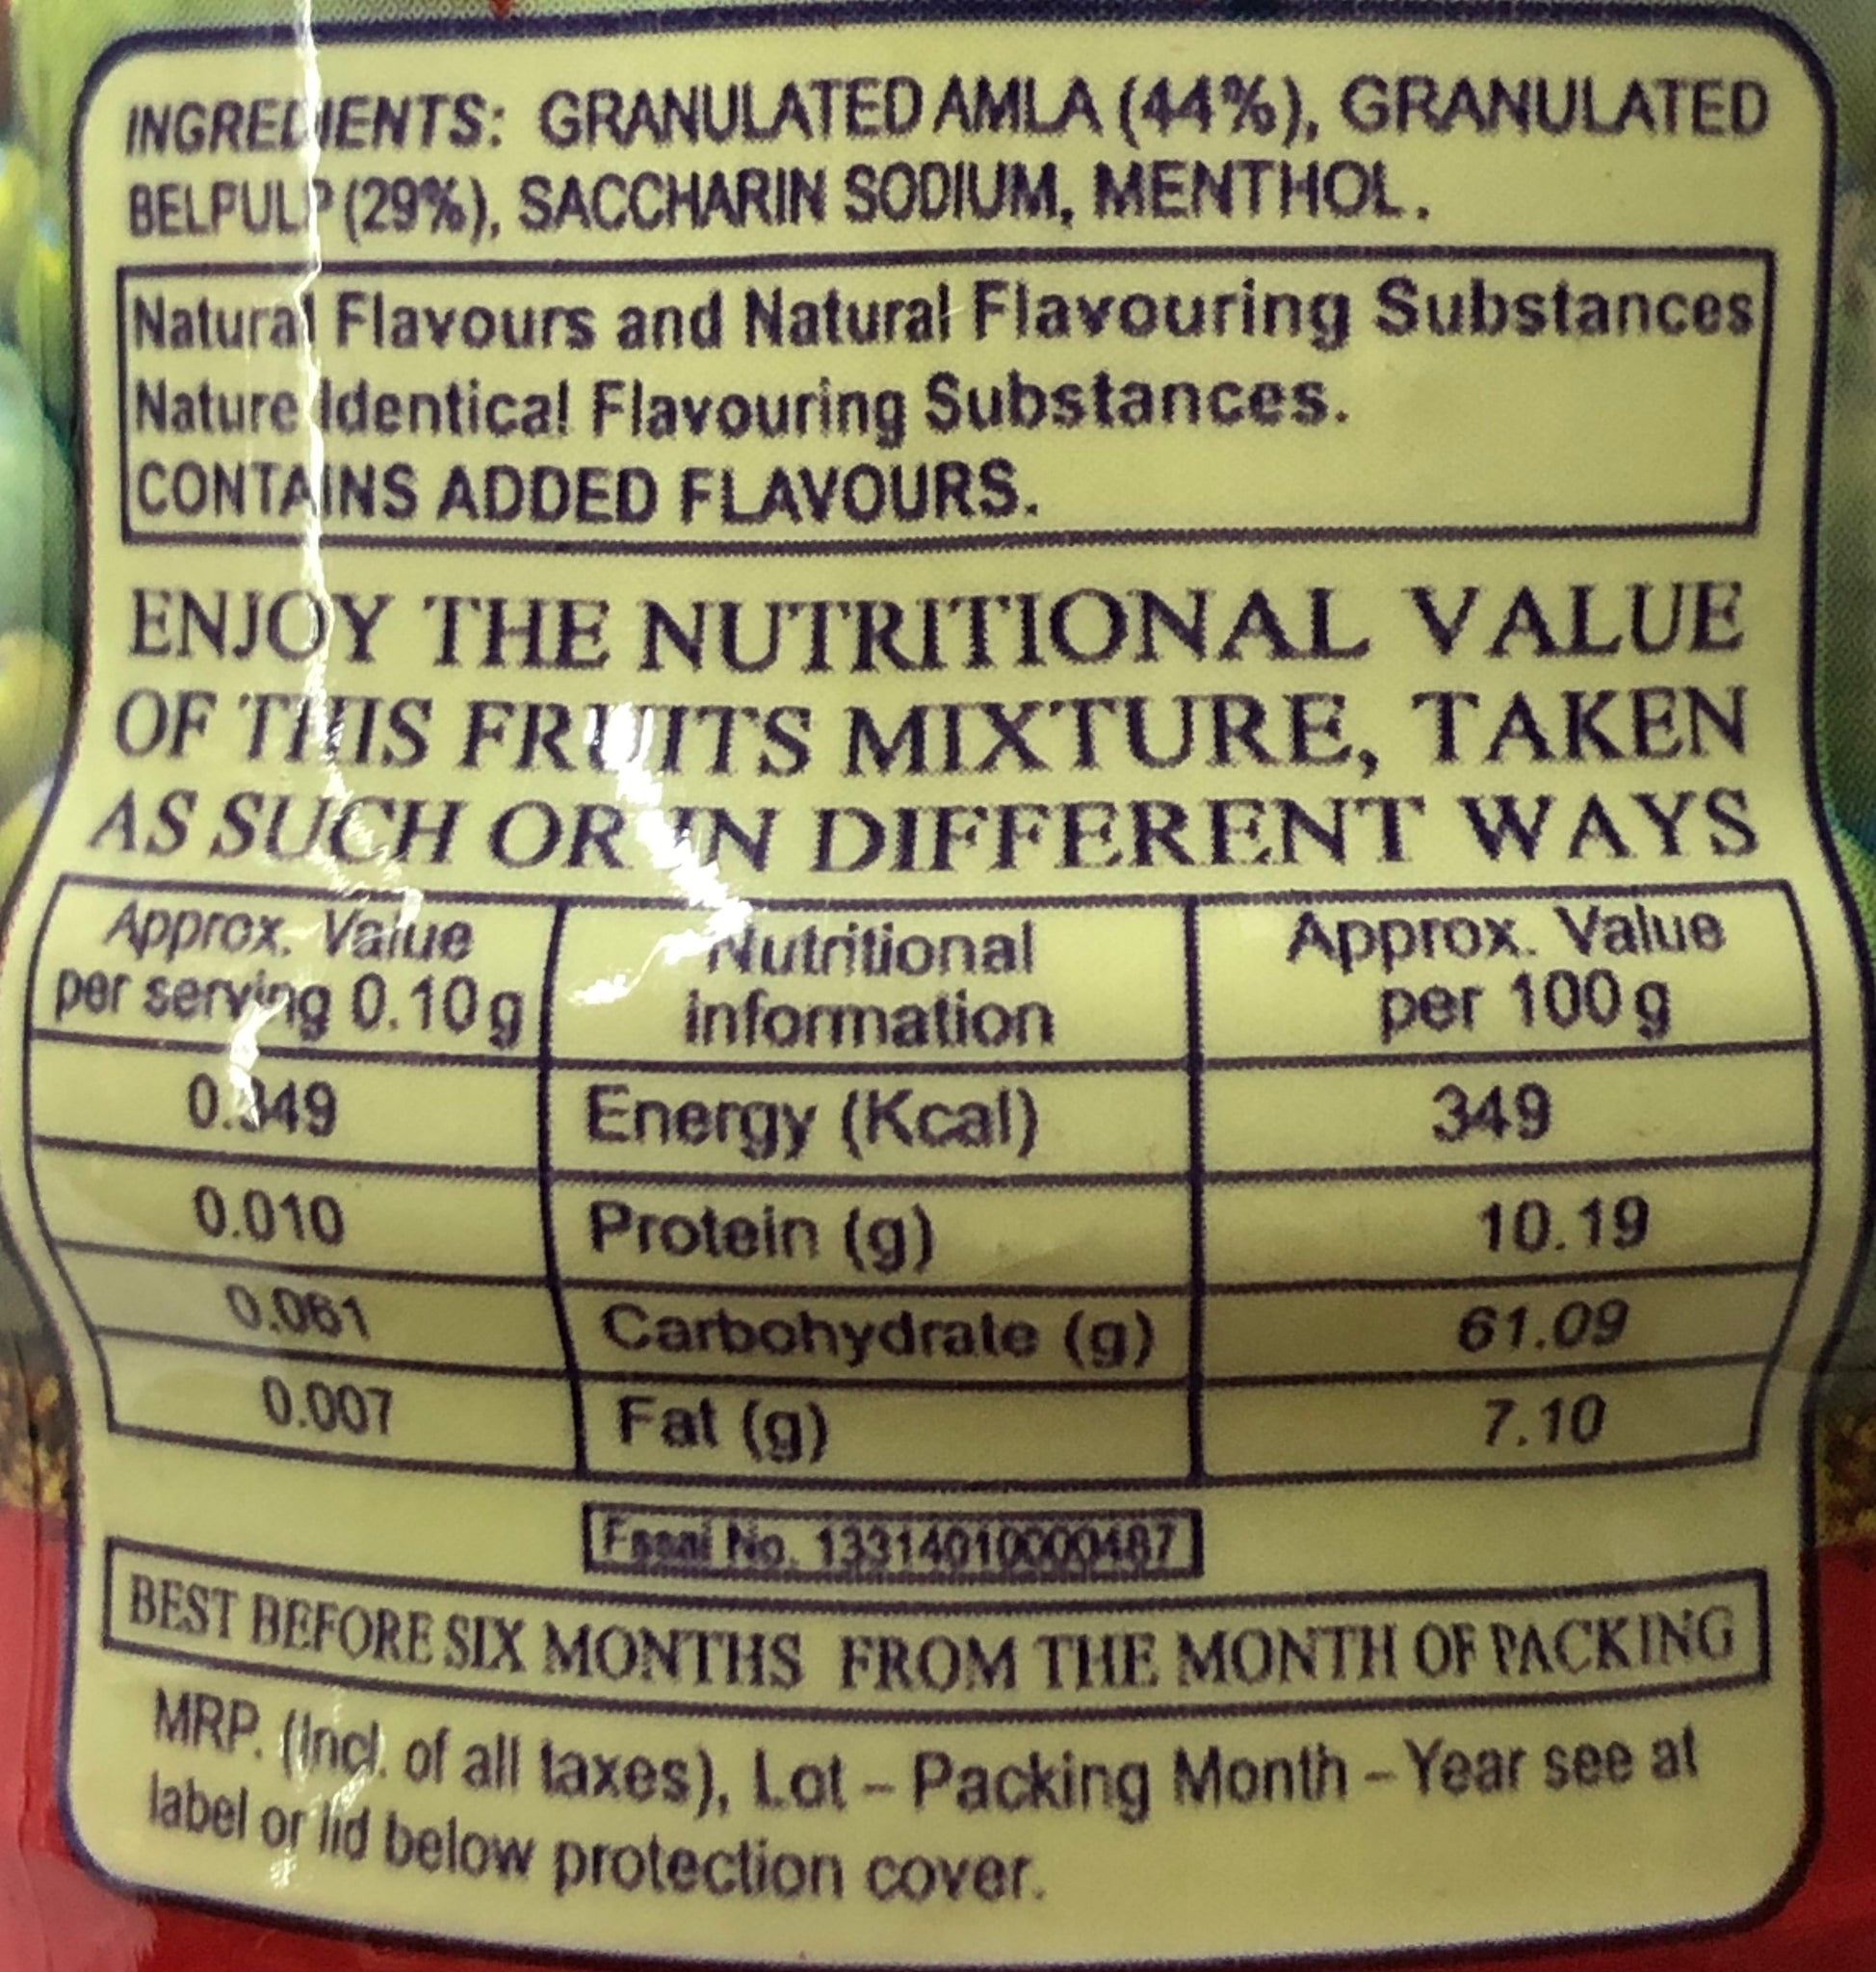 INGREDIENTS: GRANULATED AMLA (44%), GRANULATED
BELPULP (29%), SACCHARIN SODIUM, MENTHOL.
Natural Flavours and Natural Flavouring Substances
Nature Identical Flavouring Substances.
CONTAINS ADDED FLAVOURS.
ENJOY THE NUTRITIONAL VALUE
OF THIS FRUITS MIXTURE, TAKEN
AS SUCH OR IN DIFFERENT WAYS
Approx. Value
per serving 0.10g
Nutritional
information
Approx. Value
per 100g
0.349 Energy (Kcal) 349
0.010 Protein (g) 10.19
0.061 Carbohydrate (g) 61.09
0.007 Fat (g) 7.10
Fssai No. 13314010000487
BEST BEFORE SIX MONTHS FROM THE MONTH OF PACKING
MRP. (Incl. of all taxes), Lot – Packing Month – Year see at
label or lid below protection cover.